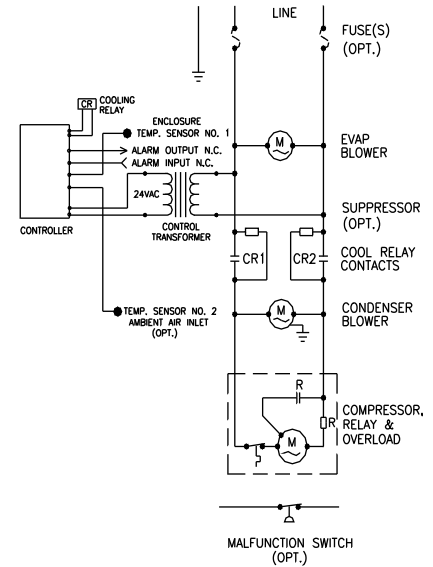 LINE
FUSE(S)
(OPT.)
CR
COOLING
RELAY
ENCLOSURE
TEMP. SENSOR NO. 1
ALARM OUTPUT N.C.
ALARM INPUT N.C.
24VAC
CONTROLLER
CONTROL
TRANSFORMER
M
EVAP
BLOWER
SUPPRESSOR
(OPT.)
CR1
CR2
COOL RELAY
CONTACTS
TEMP. SENSOR NO. 2
AMBIENT AIR INLET
(OPT.)
M
CONDENSER
BLOWER
R
R
M
COMPRESSOR,
RELAY &
OVERLOAD
MALFUNCTION SWITCH
(OPT.)